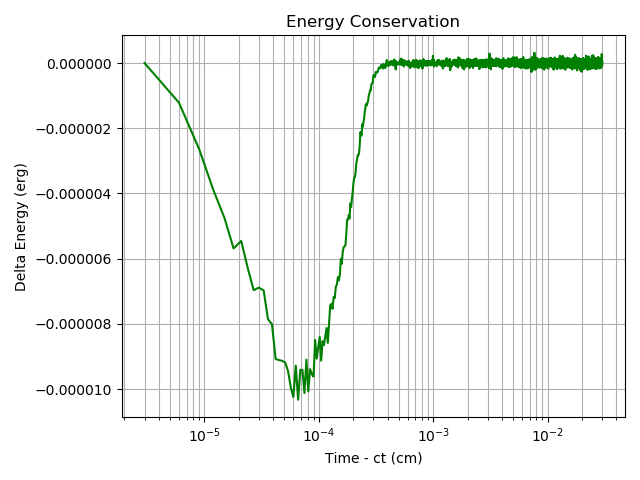 Energy Conservation
Delta Energy (erg)
0.000000
−0.000002
−0.000004
−0.000006
−0.000008
−0.000010
10⁻⁵ 10⁻⁴ 10⁻³ 10⁻²
Time - ct (cm)